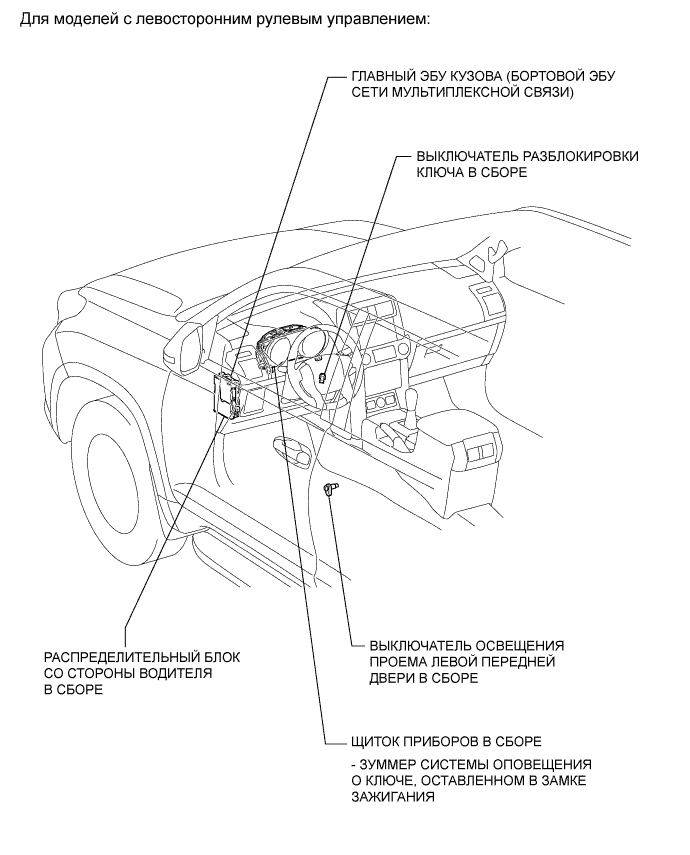 Для моделей с левосторонним рулевым управлением:
ГЛАВНЫЙ ЭБУ КУЗОВА (БОРТОВОЙ ЭБУ
СЕТИ МУЛЬТИПЛЕКСНОЙ СВЯЗИ)
ВЫКЛЮЧАТЕЛЬ РАЗБЛОКИРОВКИ
КЛЮЧА В СБОРЕ
ВЫКЛЮЧАТЕЛЬ ОСВЕЩЕНИЯ
ПРОЕМА ЛЕВОЙ ПЕРЕДНЕЙ
ДВЕРИ В СБОРЕ
РАСПРЕДЕЛИТЕЛЬНЫЙ БЛОК
СО СТОРОНЫ ВОДИТЕЛЯ
В СБОРЕ
ЩИТОК ПРИБОРОВ В СБОРЕ
- ЗУММЕР СИСТЕМЫ ОПОВЕЩЕНИЯ
О КЛЮЧЕ, ОСТАВЛЕННОМ В ЗАМКЕ
ЗАЖИГАНИЯ